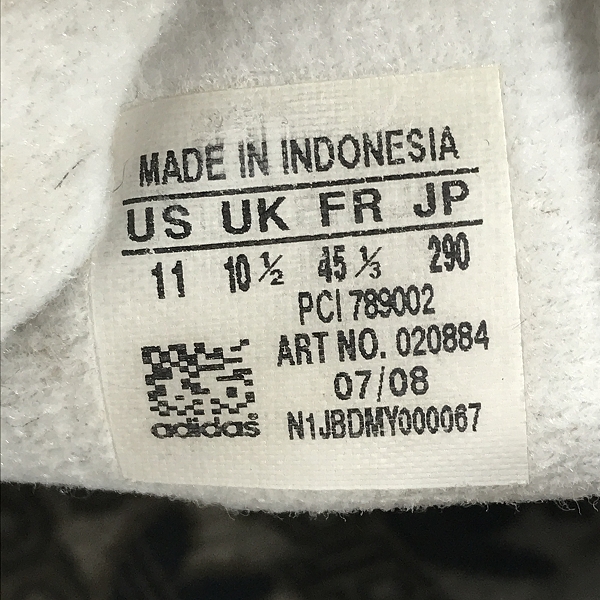 MADE IN INDONESIA
US UK FR JP
11 10 ½ 45 ⅓ 290
PCI 789002
ART NO. 020884
07/08
adidas® N1JBDMY000067